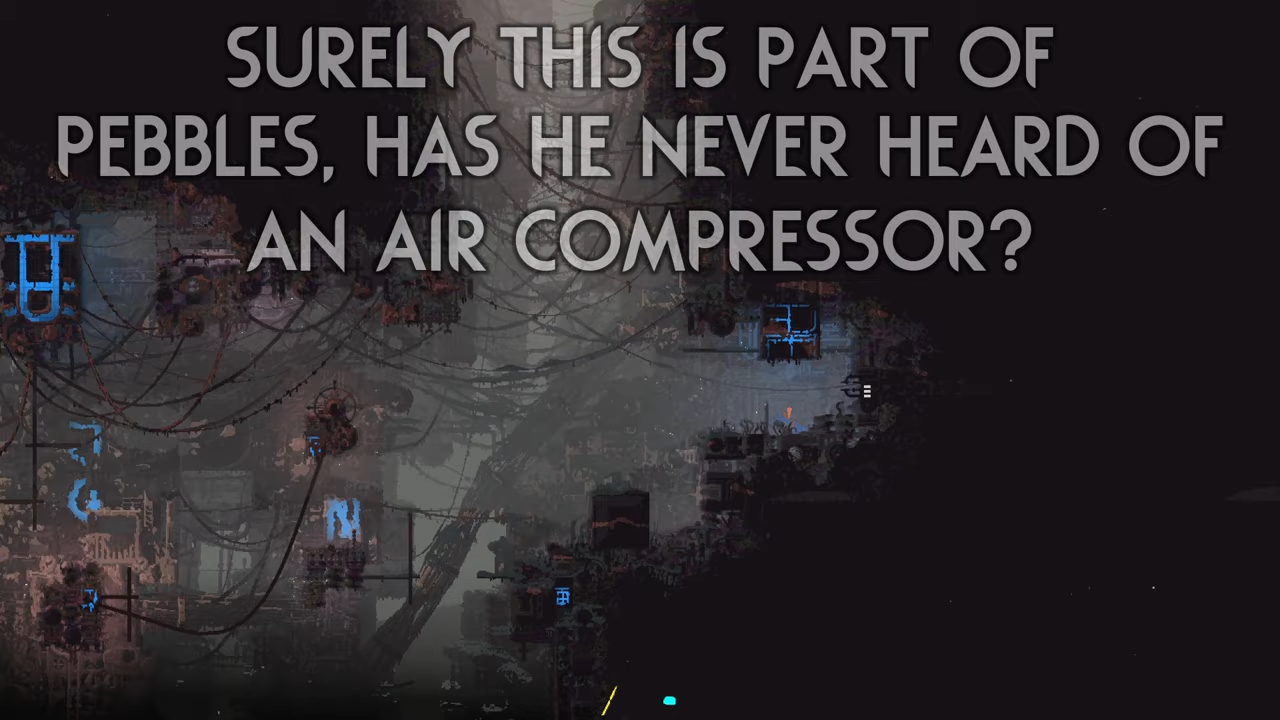 SURELY THIS IS PART OF
PEBBLES, HAS HE NEVER HEARD OF
AN AIR COMPRESSOR?